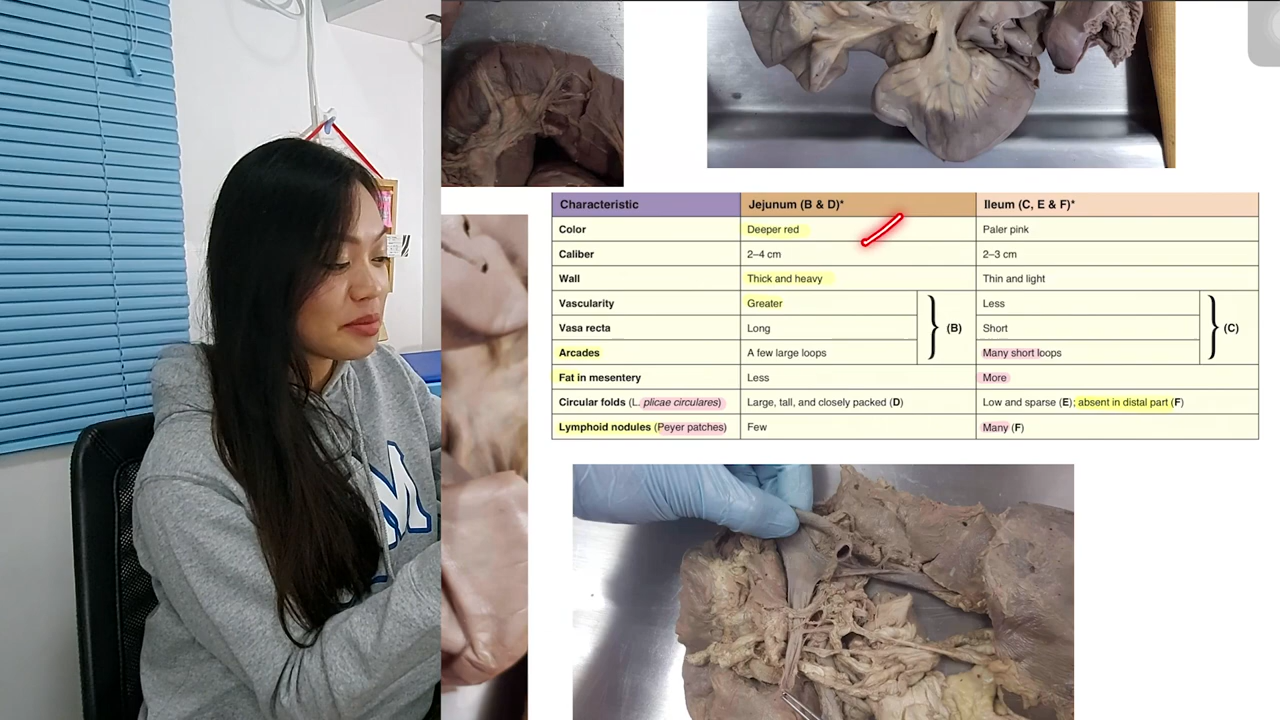 Characteristic Jejunum (B & D)* Ileum (C, E & F)*
Color Deeper red Paler pink
Caliber 2–4 cm 2–3 cm
Wall Thick and heavy Thin and light
Vascularity Greater Less
Vasa recta Long (B) Short (C)
Arcades A few large loops Many short loops
Fat in mesentery Less More
Circular folds (L. plicae circulares) Large, tall, and closely packed (D) Low and sparse (E); absent in distal part (F)
Lymphoid nodules (Peyer patches) Few Many (F)
M